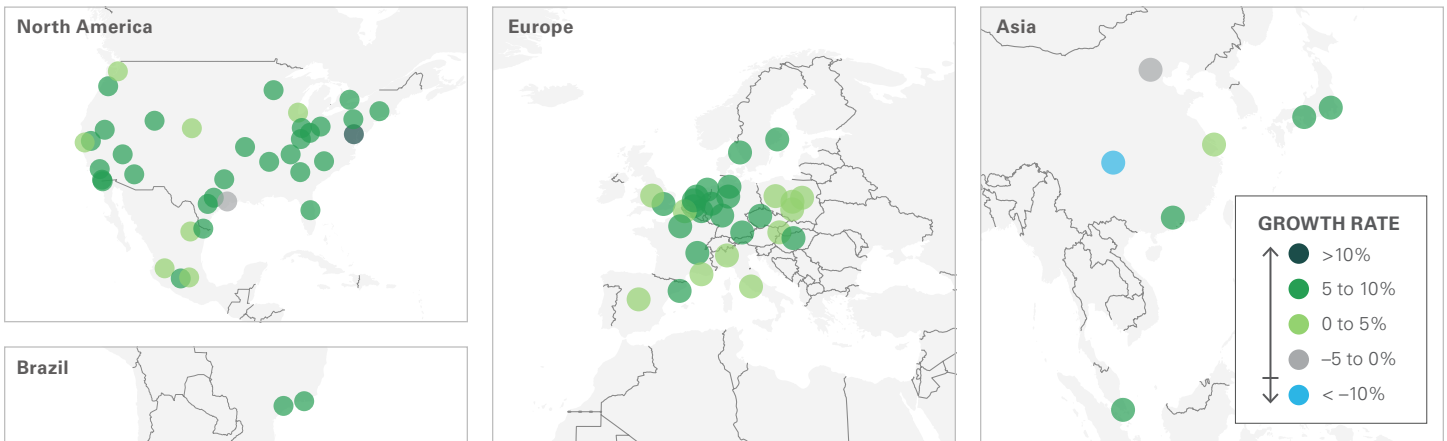 North America
Europe
Asia
Brazil
GROWTH RATE
>10%
5 to 10%
0 to 5%
–5 to 0%
< –10%